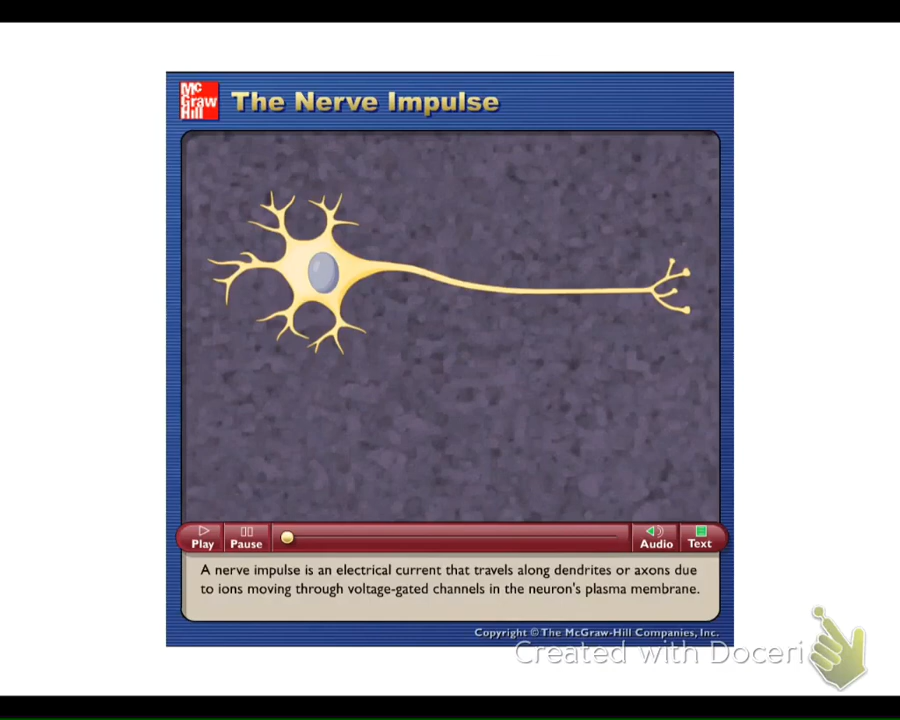 Mc
Graw
Hill
The Nerve Impulse
Play
Pause
Audio
Text
A nerve impulse is an electrical current that travels along dendrites or axons due
to ions moving through voltage-gated channels in the neuron's plasma membrane.
Copyright © The McGraw-Hill Companies, Inc.
Created with Doceri